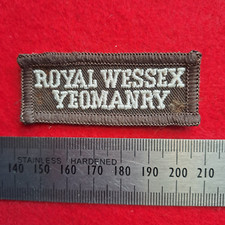 ROYAL WESSEX
YEOMANRY
STAINLESS HARDENED
140 150 160 170 180 190 200 210